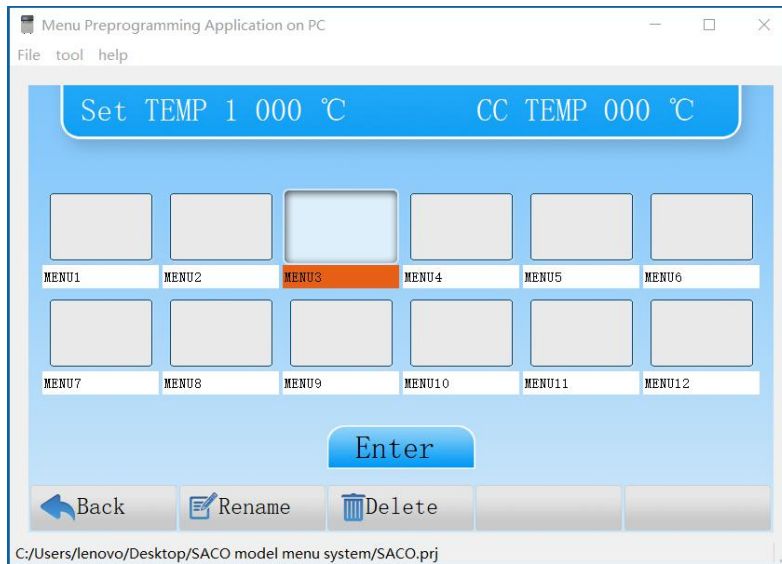 Menu Preprogramming Application on PC
File tool help
Set TEMP 1 000 ℃ CC TEMP 000 ℃
MENU1 MENU2 MENU3 MENU4 MENU5 MENU6
MENU7 MENU8 MENU9 MENU10 MENU11 MENU12
Enter
Back Rename Delete
C:/Users/lenovo/Desktop/SACO model menu system/SACO.prj